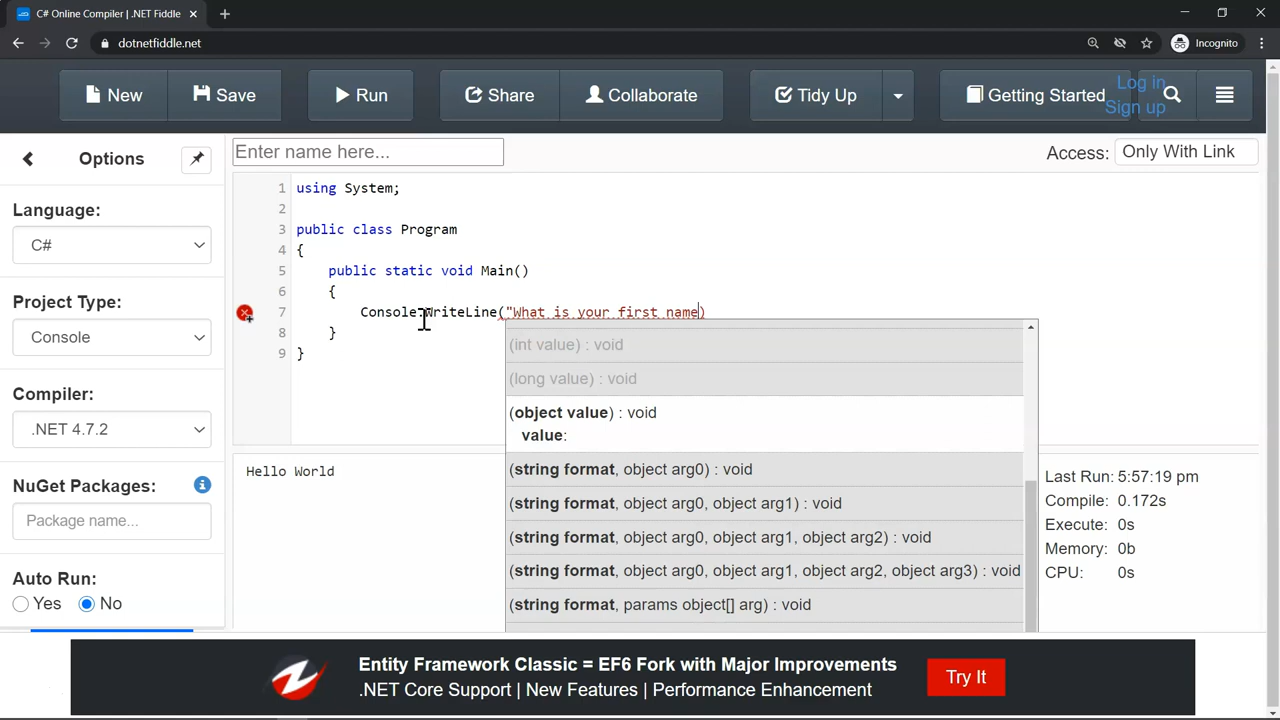 C# Online Compiler | .NET Fiddle
dotnetfiddle.net
Incognito
New
Save
Run
Share
Collaborate
Tidy Up
Getting Started
Log in
Sign up
Options
Enter name here...
Access:
Only With Link
Language:
C#
Project Type:
Console
Compiler:
.NET 4.7.2
NuGet Packages:
Package name...
Auto Run:
Yes
No
1 using System;
2
3 public class Program
4 {
5 public static void Main()
6 {
7 Console.WriteLine("What is your first name)
8 }
9 }
(int value) : void
(long value) : void
(object value) : void
value:
(string format, object arg0) : void
(string format, object arg0, object arg1) : void
(string format, object arg0, object arg1, object arg2) : void
(string format, object arg0, object arg1, object arg2, object arg3) : void
(string format, params object[] arg) : void
Hello World
Last Run: 5:57:19 pm
Compile: 0.172s
Execute: 0s
Memory: 0b
CPU: 0s
Entity Framework Classic = EF6 Fork with Major Improvements
.NET Core Support | New Features | Performance Enhancement
Try It